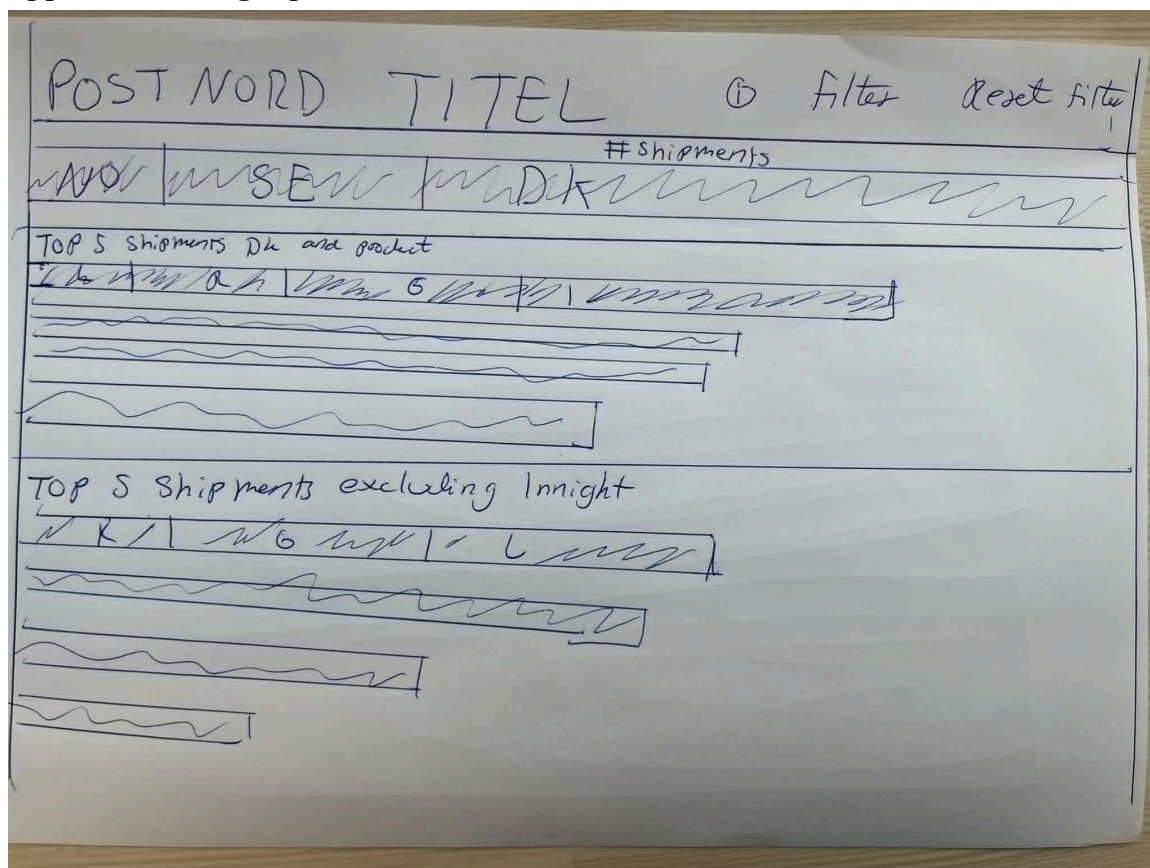 POST NORD TITEL i Filter Reset filter
# Shipments
SE DK
TOP 5 Shipments DK and product
G
TOP 5 Shipments excluding Innight
K G L